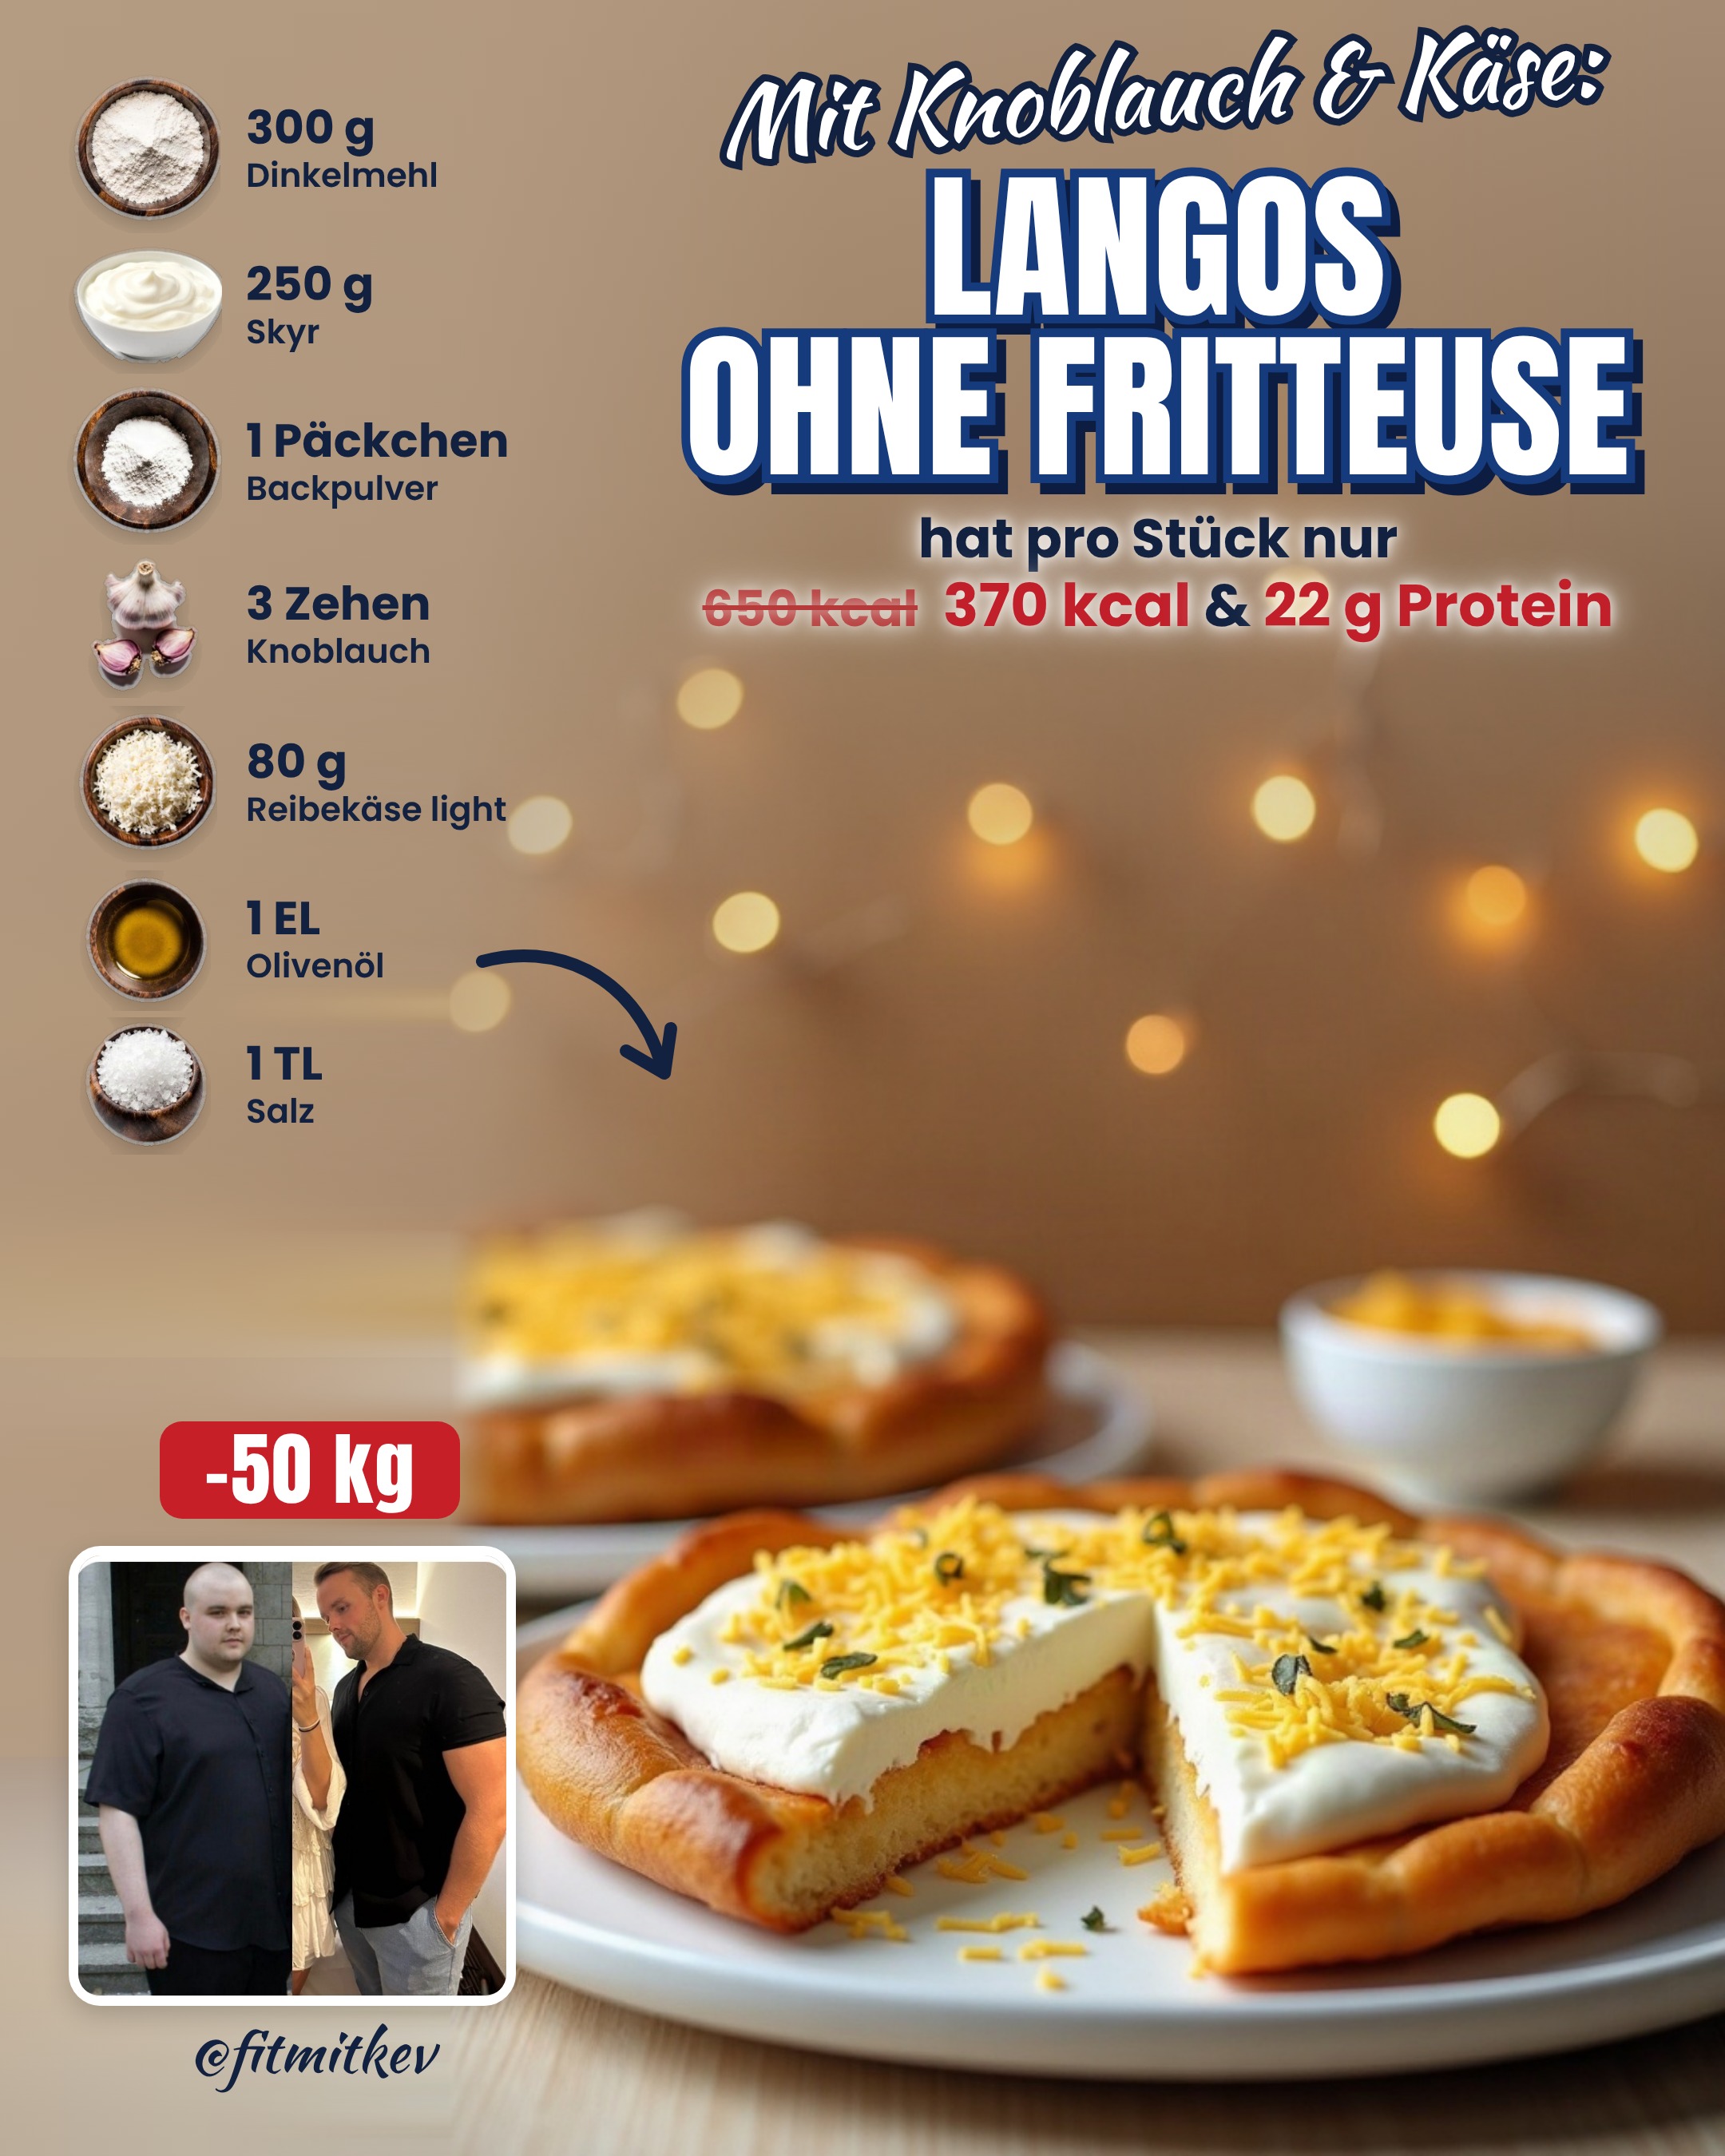 Mit Knoblauch & Käse:
LANGOS
OHNE FRITTEUSE
hat pro Stück nur
650 kcal 370 kcal & 22 g Protein
300 g
Dinkelmehl
250 g
Skyr
1 Päckchen
Backpulver
3 Zehen
Knoblauch
80 g
Reibekäse light
1 EL
Olivenöl
1 TL
Salz
-50 kg
@fitmitkev